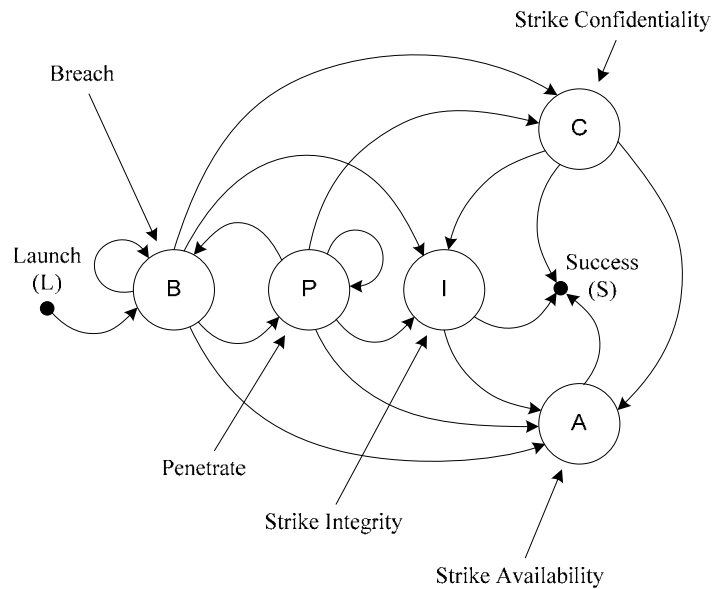 Strike Confidentiality
Breach
C
Launch
(L)
B
P
I
Success
(S)
A
Penetrate
Strike Integrity
Strike Availability